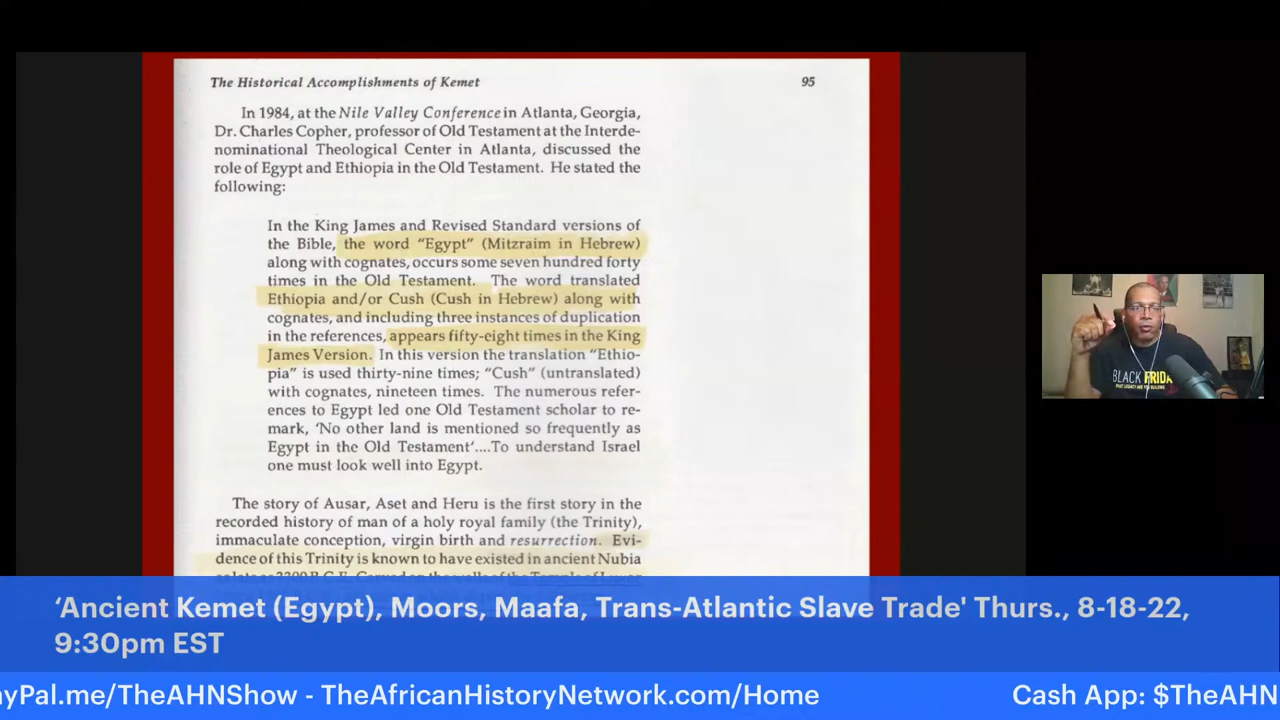 The Historical Accomplishments of Kemet 95
In 1984, at the Nile Valley Conference in Atlanta, Georgia,
Dr. Charles Copher, professor of Old Testament at the Interde-
nominational Theological Center in Atlanta, discussed the
role of Egypt and Ethiopia in the Old Testament. He stated the
following:
In the King James and Revised Standard versions of
the Bible, the word “Egypt” (Mitzraim in Hebrew)
along with cognates, occurs some seven hundred forty
times in the Old Testament. The word translated
Ethiopia and/or Cush (Cush in Hebrew) along with
cognates, and including three instances of duplication
in the references, appears fifty-eight times in the King
James Version. In this version the translation “Ethio-
pia” is used thirty-nine times; “Cush” (untranslated)
with cognates, nineteen times. The numerous refer-
ences to Egypt led one Old Testament scholar to re-
mark, ‘No other land is mentioned so frequently as
Egypt in the Old Testament‘....To understand Israel
one must look well into Egypt.
The story of Ausar, Aset and Heru is the first story in the
recorded history of man of a holy royal family (the Trinity),
immaculate conception, virgin birth and resurrection. Evi-
dence of this Trinity is known to have existed in ancient Nubia
BLACK FRIDA
‘Ancient Kemet (Egypt), Moors, Maafa, Trans-Atlantic Slave Trade' Thurs., 8-18-22,
9:30pm EST
ayPal.me/TheAHNShow - TheAfricanHistoryNetwork.com/Home Cash App: $TheAHN